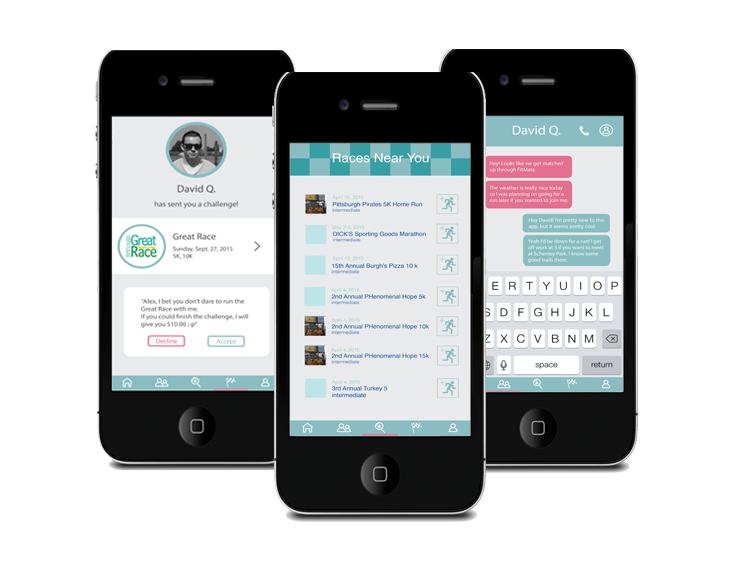 David Q.
has sent you a challenge!
Great
Race
Great Race
Sunday, Sept. 27, 2015
5K, 10K
"Alex, I bet you don't dare to run the
Great Race with me.
If you could finish the challenge, I will
give you $10.00 ;-p"
Decline
Accept
Races Near You
April 10, 2015
Pittsburgh Pirates 5K Home Run
intermediate
May 2-3, 2015
DICK'S Sporting Goods Marathon
intermediate
15th Annual Burgh's Pizza 10 k
intermediate
April 4, 2015
2nd Annual PHenomenal Hope 5k
intermediate
April 4, 2015
2nd Annual PHenomenal Hope 10k
intermediate
April 4, 2015
2nd Annual PHenomenal Hope 15k
intermediate
April 4, 2015
3rd Annual Turkey 5
intermediate
David Q.
Hey! Looks like we got matched
up through FitMate.
The weather is really nice today
so I was planning on going for a
run later if you wanted to join me.
Hey David! I'm pretty new to this
app, but it seems pretty cool.
Yeah I'd be down for a run! I get
off work at 5 if you want to meet
at Schenley Park. I know some
good trails there.
E R T Y U I O P
S D F G H J K L
Z X C V B N M
space
return